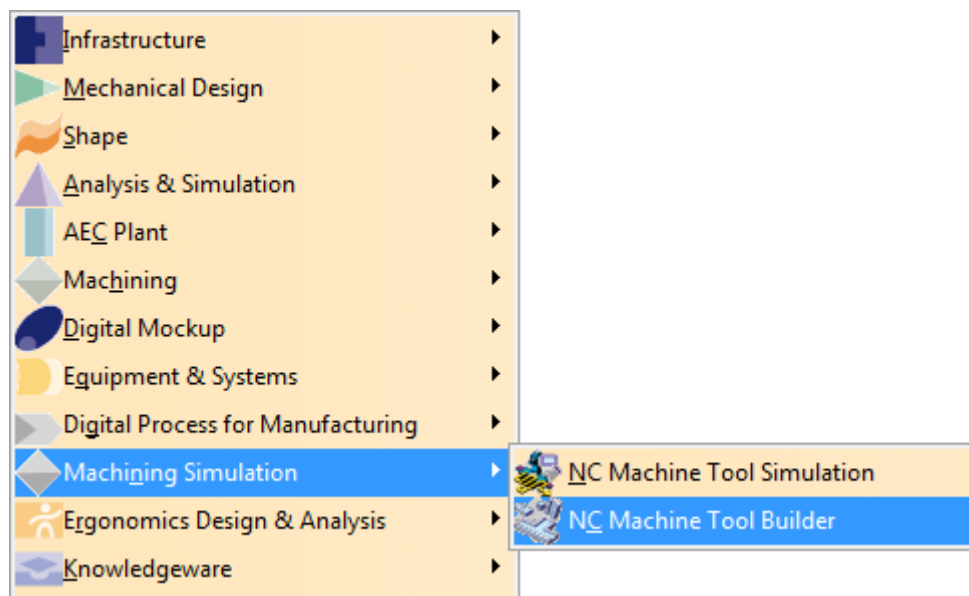 Infrastructure
Mechanical Design
Shape
Analysis & Simulation
AEC Plant
Machining
Digital Mockup
Equipment & Systems
Digital Process for Manufacturing
Machining Simulation
NC Machine Tool Simulation
NC Machine Tool Builder
Ergonomics Design & Analysis
Knowledgeware